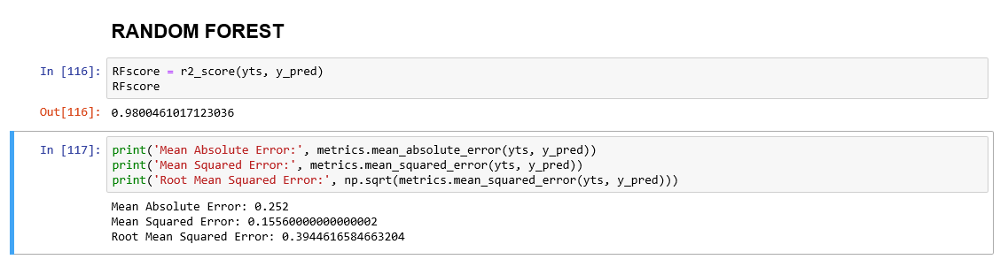 RANDOM FOREST
In [116]: RFscore = r2_score(yts, y_pred)
RFscore
Out[116]: 0.9800461017123036
In [117]: print('Mean Absolute Error:', metrics.mean_absolute_error(yts, y_pred))
print('Mean Squared Error:', metrics.mean_squared_error(yts, y_pred))
print('Root Mean Squared Error:', np.sqrt(metrics.mean_squared_error(yts, y_pred)))
Mean Absolute Error: 0.252
Mean Squared Error: 0.15560000000000002
Root Mean Squared Error: 0.3944616584663204